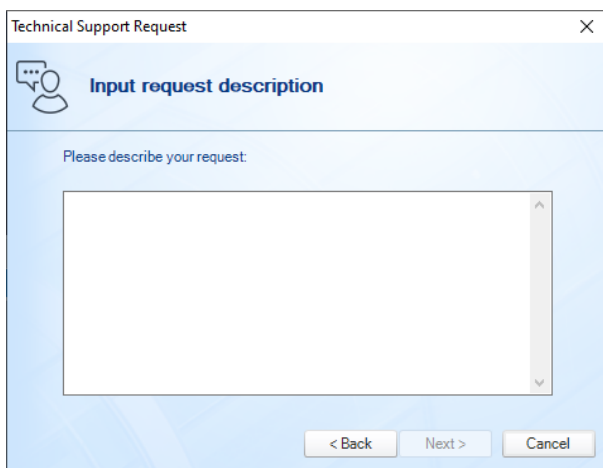 Technical Support Request
Input request description
Please describe your request:
< Back
Next >
Cancel